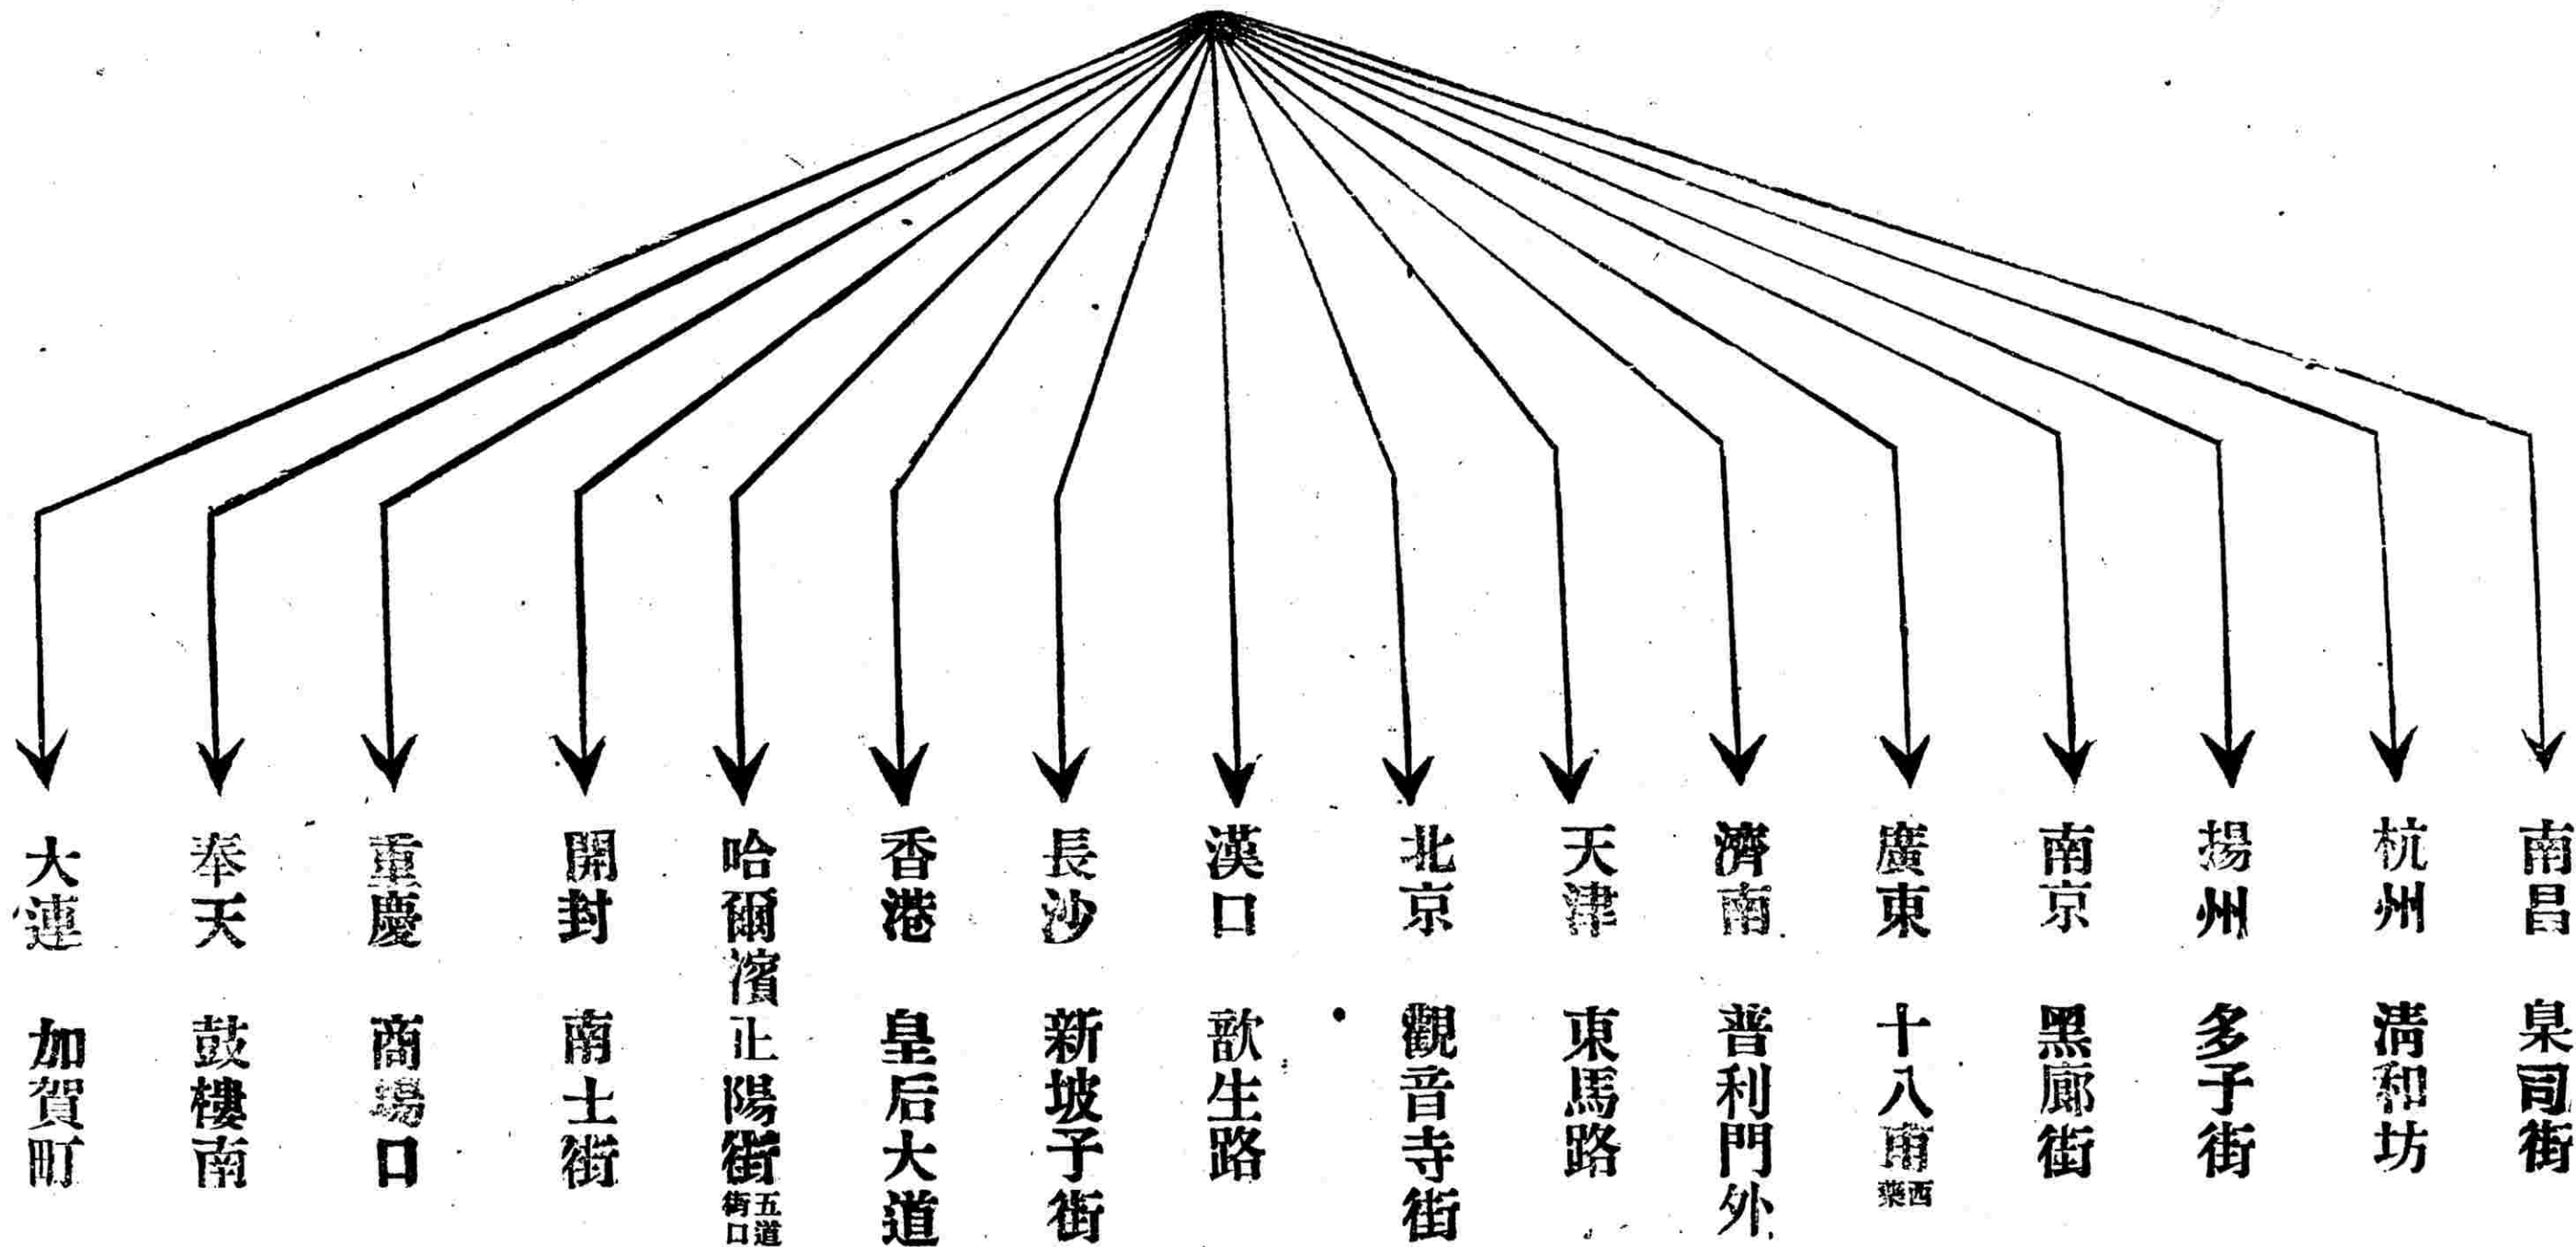 南昌 臬司街
杭州 清和坊
揚州 多子街
南京 黑廊街
廣東 十八甫西藥
濟南 普利門外
天津 東馬路
北京 觀音寺街
漢口 歆生路
長沙 新坡子街
香港 皇后大道
哈爾濱 正陽街五道街口
開封 南土街
重慶 商場口
奉天 鼓樓南
大連 加賀町